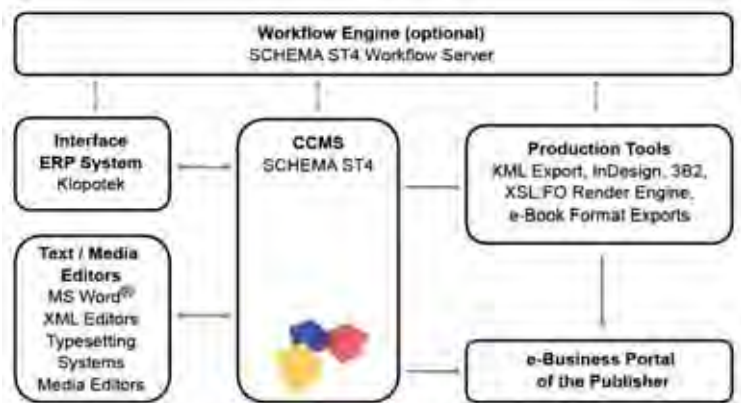 Workflow Engine (optional)
SCHEMA ST4 Workflow Server
Interface
ERP System
Klopotek
CCMS
SCHEMA ST4
Production Tools
XML Export, InDesign, 3B2,
XSL:FO Render Engine,
e-Book Format Exports
Text / Media
Editors
MS Word®
XML Editors
Typesetting
Systems
Media Editors
e-Business Portal
of the Publisher